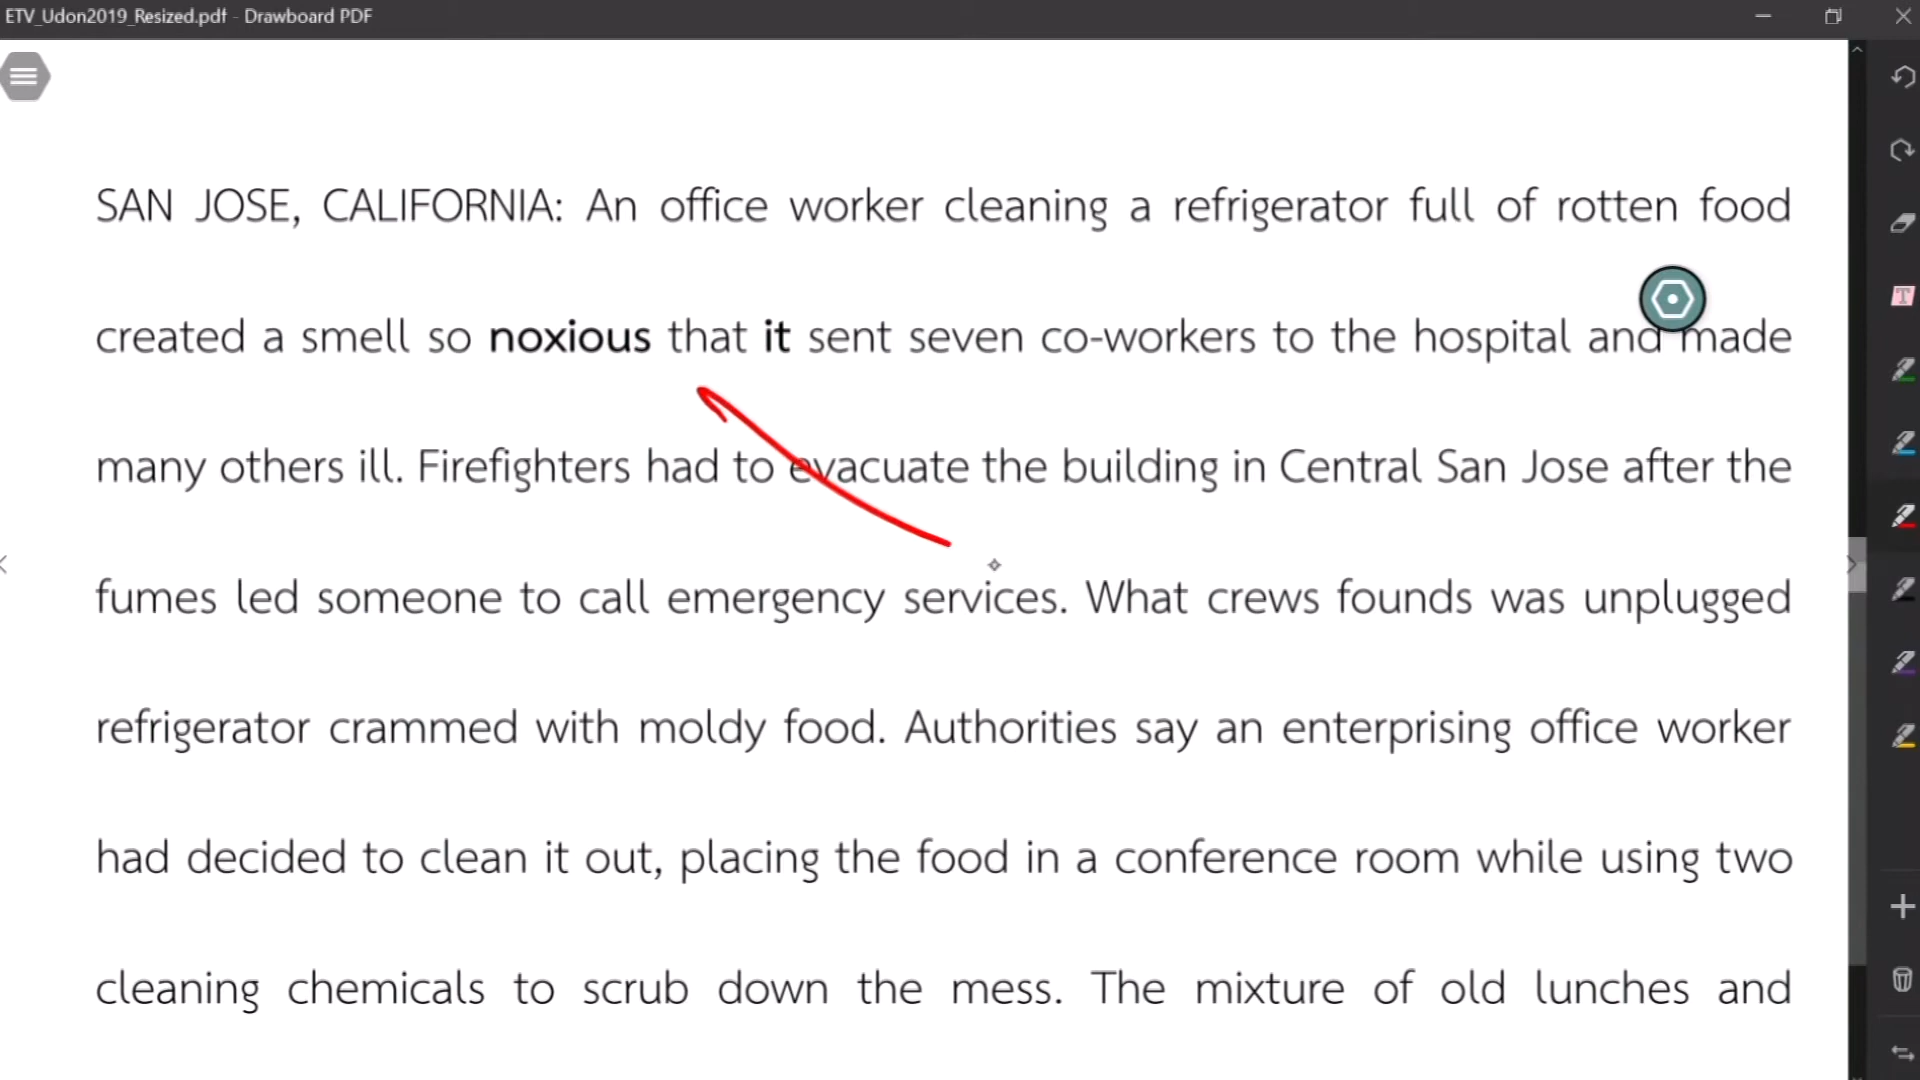 ETV_Udon2019_Resized.pdf - Drawboard PDF
SAN JOSE, CALIFORNIA: An office worker cleaning a refrigerator full of rotten food
created a smell so noxious that it sent seven co-workers to the hospital and made
many others ill. Firefighters had to evacuate the building in Central San Jose after the
fumes led someone to call emergency services. What crews founds was unplugged
refrigerator crammed with moldy food. Authorities say an enterprising office worker
had decided to clean it out, placing the food in a conference room while using two
cleaning chemicals to scrub down the mess. The mixture of old lunches and